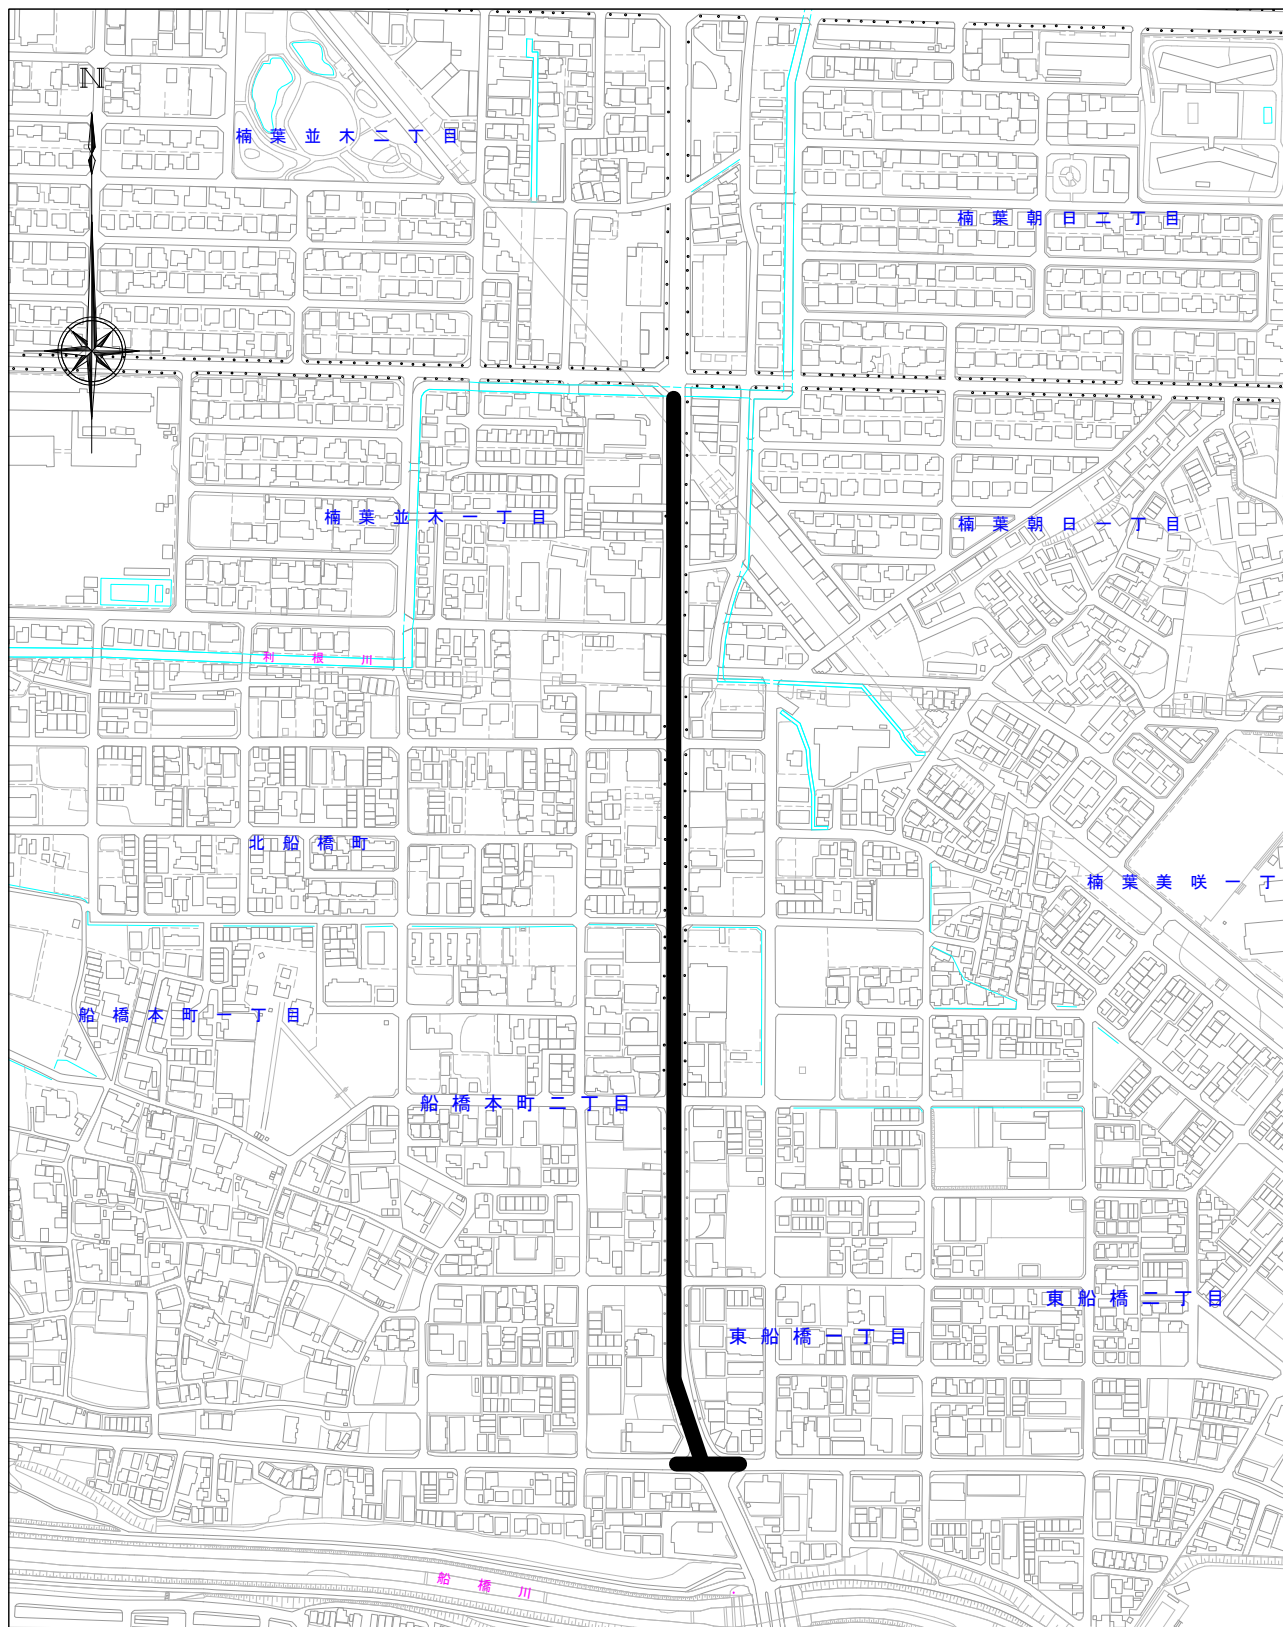 N
楠葉並木二丁目
楠葉朝日二丁目
楠葉並木一丁目
楠葉朝日一丁目
利根川
北船橋町
楠葉美咲一丁
船橋本町一丁目
船橋本町二丁目
東船橋二丁目
東船橋一丁目
船橋川